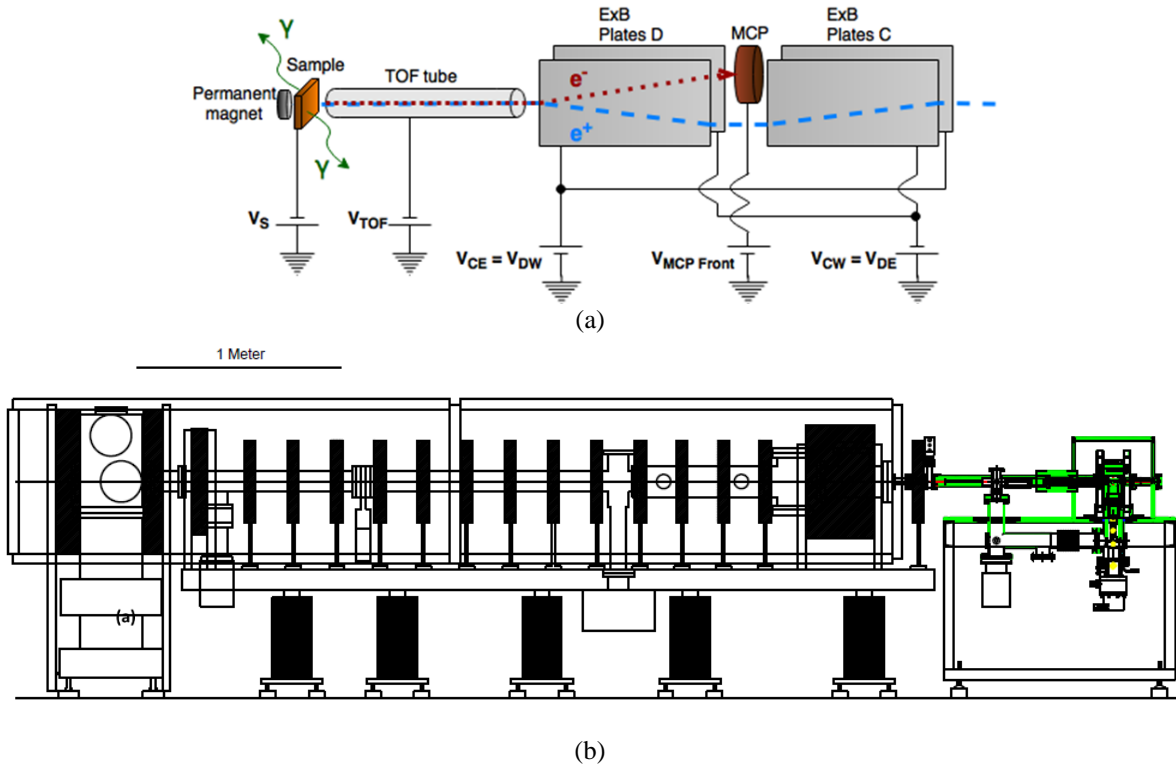 ExB
Plates D
MCP
ExB
Plates C
γ
Sample
TOF tube
Permanent
magnet
e-
e+
γ
VS
VTOF
VCE = VDW
VMCP Front
VCW = VDE
(a)
1 Meter
(a)
(b)